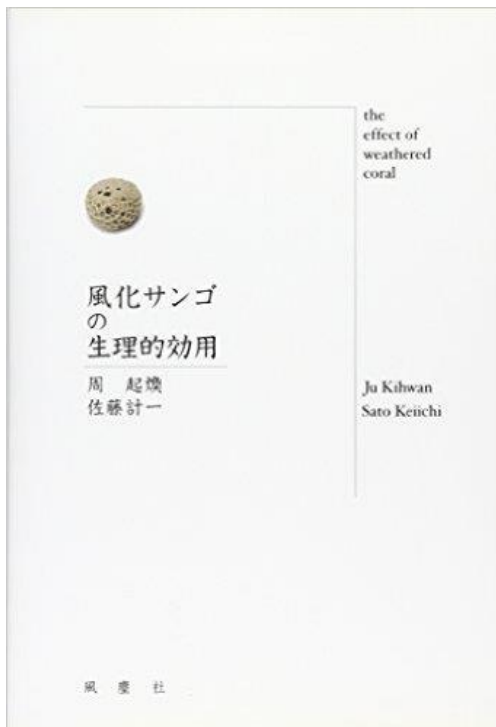 the
effect of
weathered
coral
風化サンゴ
の
生理的効用
周 起煥
佐藤計一
Ju Kihwan
Sato Keiichi
風塵社